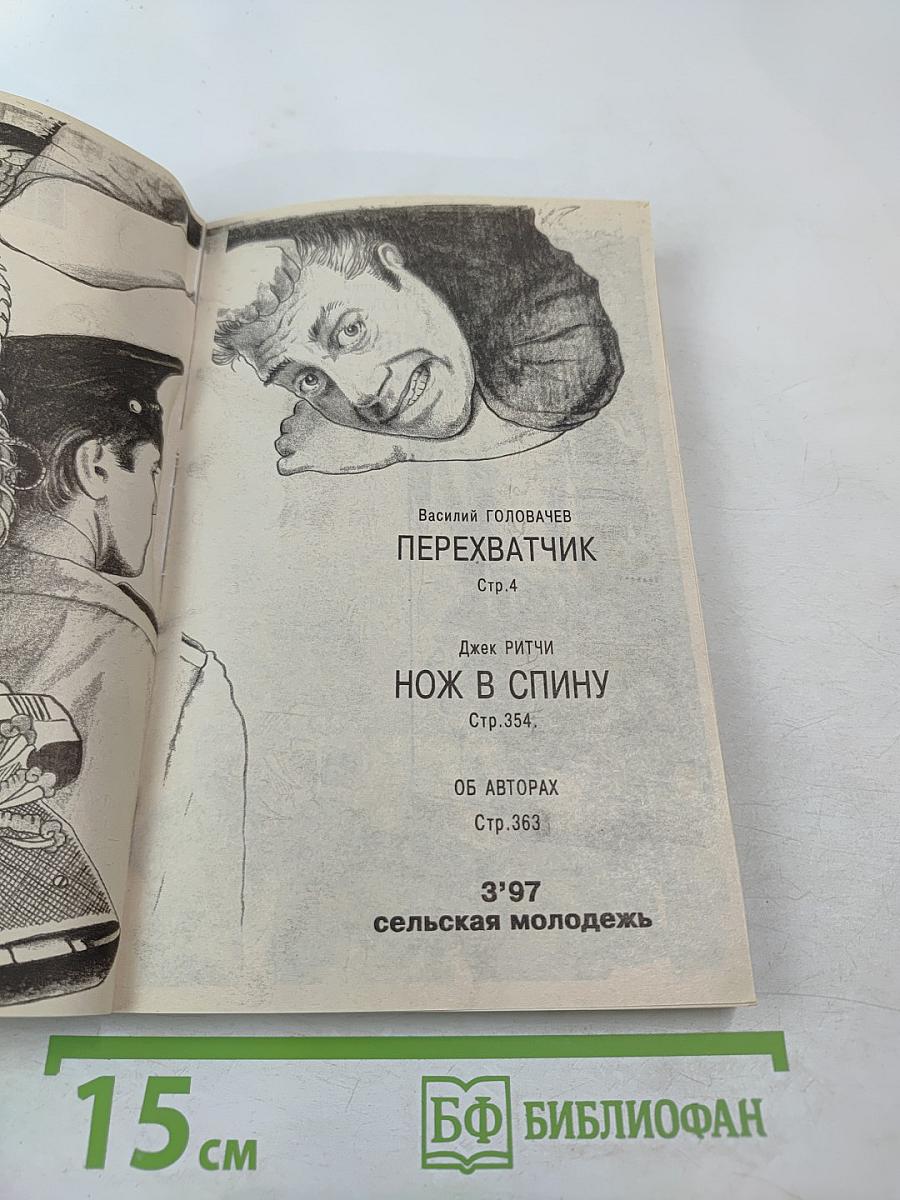 Василий ГОЛОВАЧЕВ
ПЕРЕХВАТЧИК
Стр.4
Джек РИТЧИ
НОЖ В СПИНУ
Стр.354.
ОБ АВТОРАХ
Стр.363
3'97
сельская молодежь
15 см
БФ БИБЛИОФАН